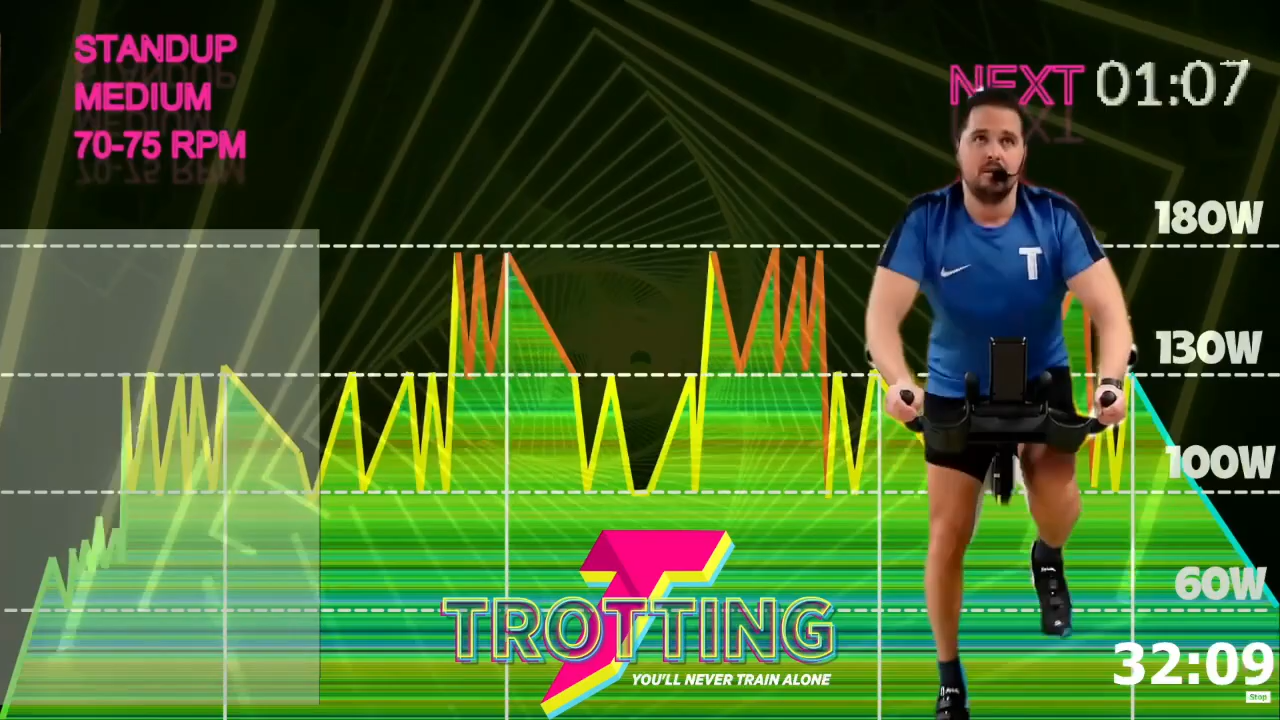 STANDUP
MEDIUM
70-75 RPM
NEXT 01:07
180W
130W
100W
60W
T
TROTTING
YOU'LL NEVER TRAIN ALONE
32:09
Stop